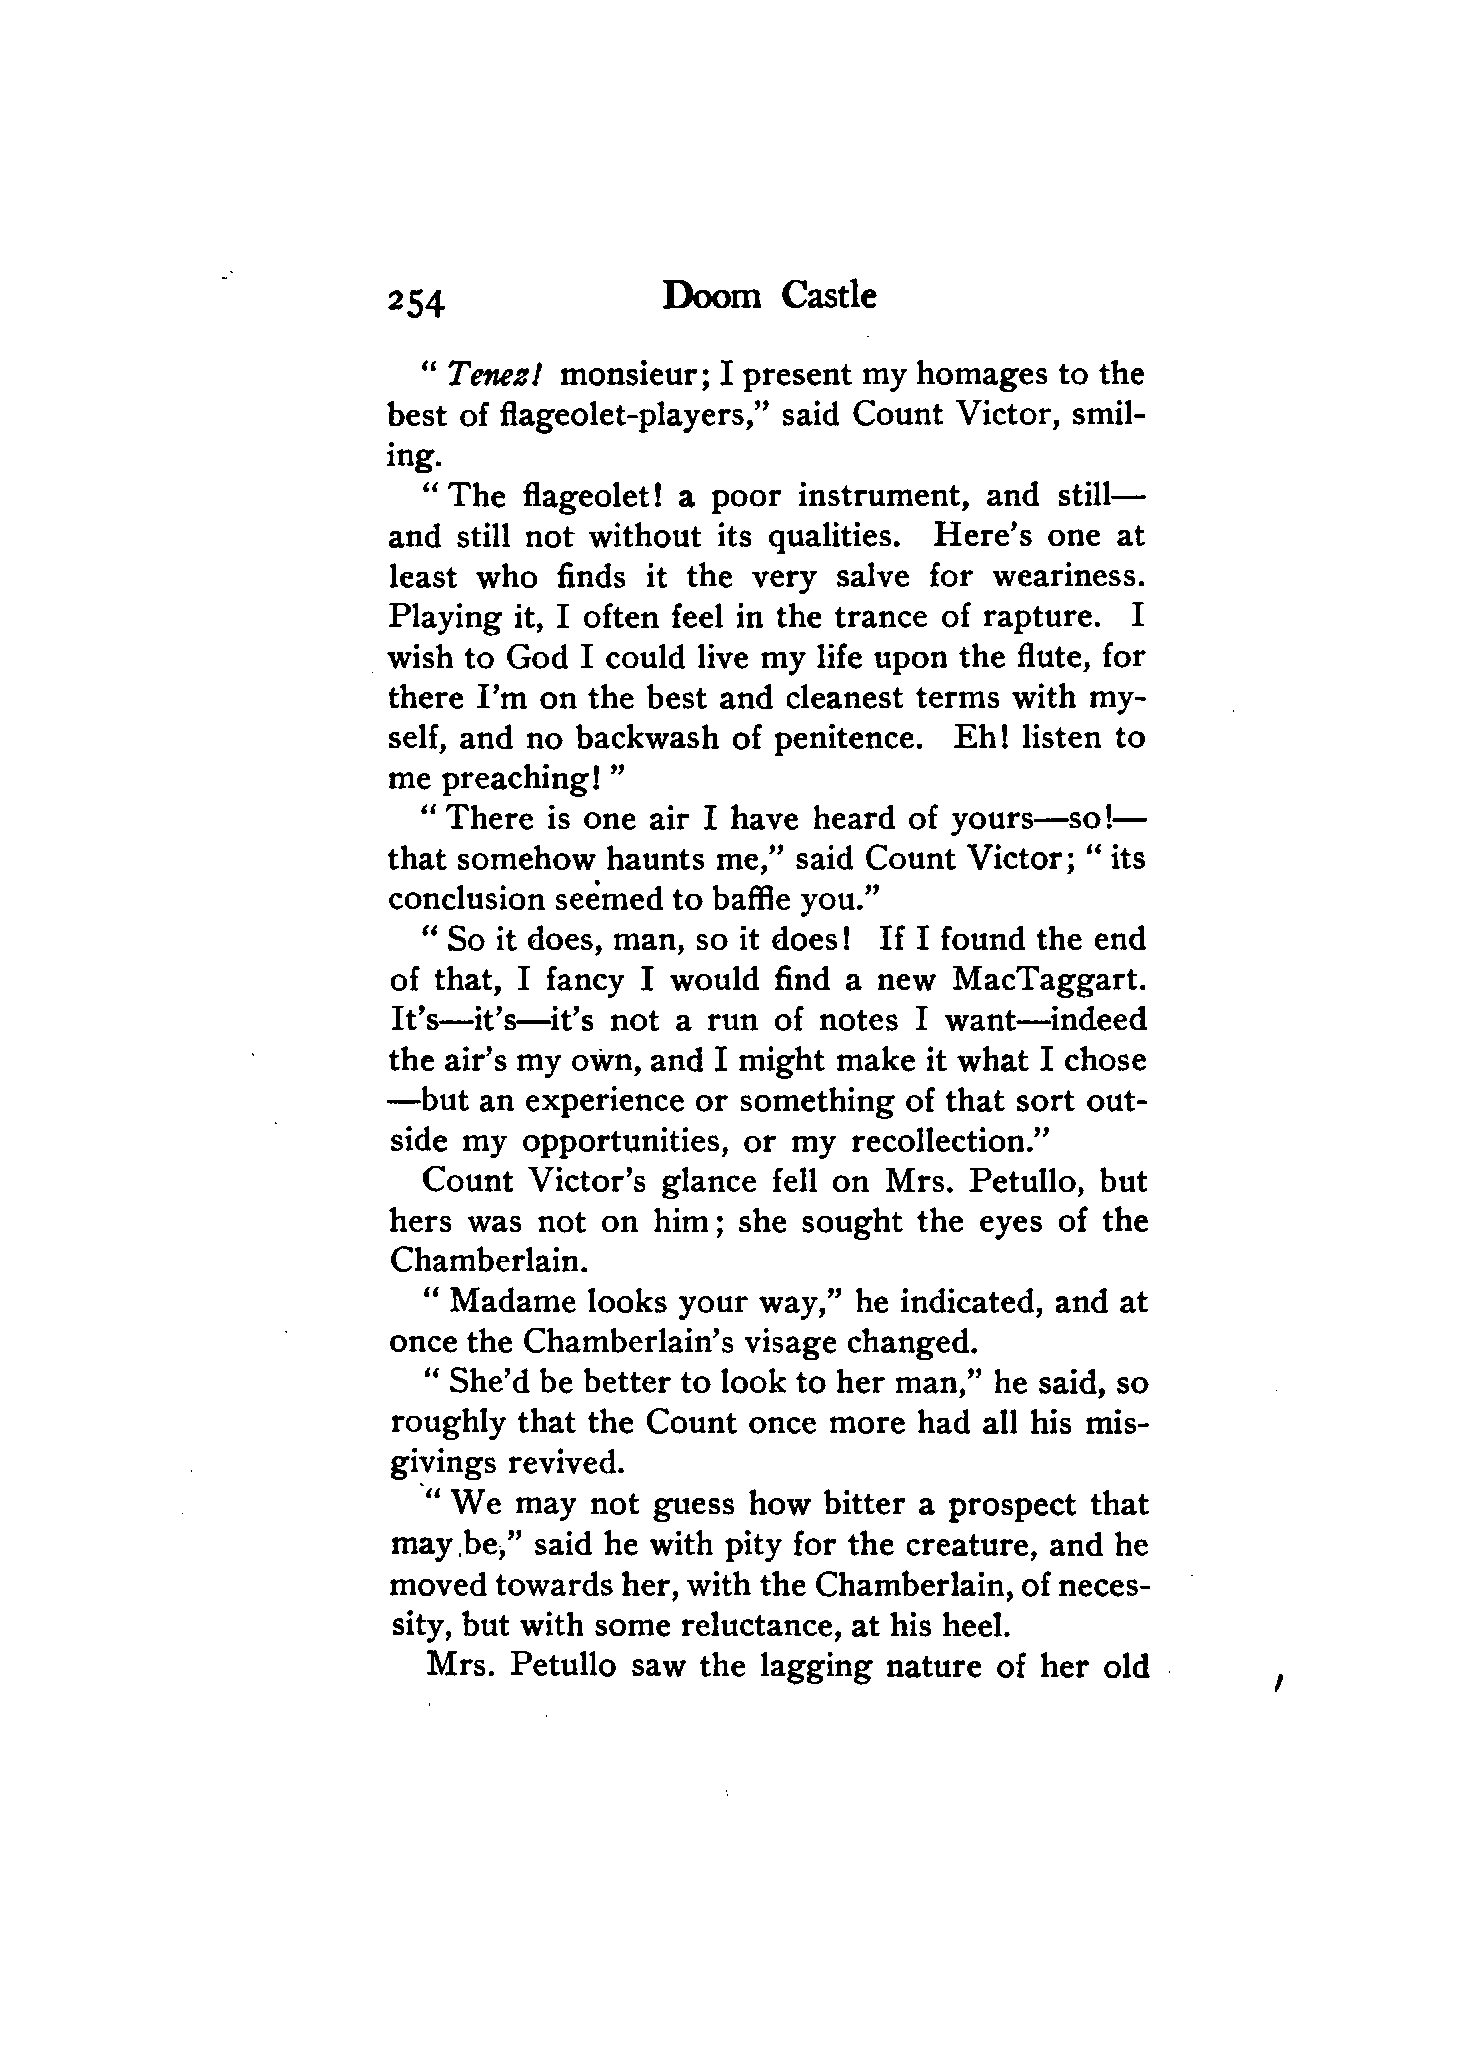 254 Doom Castle
“ Tenez! monsieur; I present my homages to the
best of flageolet-players,” said Count Victor, smil-
ing.
“ The flageolet! a poor instrument, and still—
and still not without its qualities. Here’s one at
least who finds it the very salve for weariness.
Playing it, I often feel in the trance of rapture. I
wish to God I could live my life upon the flute, for
there I’m on the best and cleanest terms with my-
self, and no backwash of penitence. Eh! listen to
me preaching! ”
“ There is one air I have heard of yours—so!—
that somehow haunts me,” said Count Victor; “ its
conclusion seemed to baffle you.”
“ So it does, man, so it does! If I found the end
of that, I fancy I would find a new MacTaggart.
It’s—it’s—it’s not a run of notes I want—indeed
the air’s my own, and I might make it what I chose
—but an experience or something of that sort out-
side my opportunities, or my recollection.”
Count Victor’s glance fell on Mrs. Petullo, but
hers was not on him; she sought the eyes of the
Chamberlain.
“ Madame looks your way,” he indicated, and at
once the Chamberlain’s visage changed.
“ She’d be better to look to her man,” he said, so
roughly that the Count once more had all his mis-
givings revived.
“ We may not guess how bitter a prospect that
may be,” said he with pity for the creature, and he
moved towards her, with the Chamberlain, of neces-
sity, but with some reluctance, at his heel.
Mrs. Petullo saw the lagging nature of her old